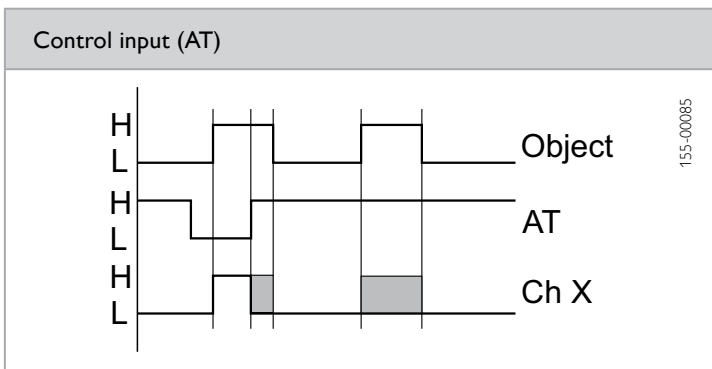 Control input (AT)
155-00085
H
L
Object
H
L
AT
H
L
Ch X